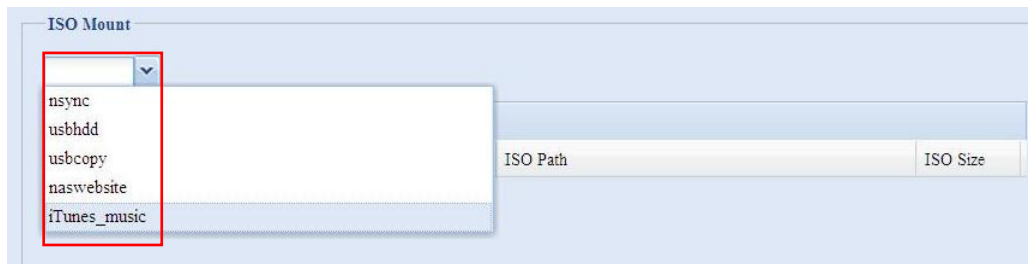 ISO Mount
nsync
usbhdd
usbcopy
naswebsite
iTunes_music
ISO Path ISO Size